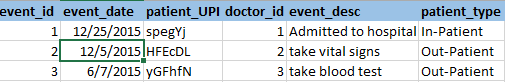 event_id event_date patient_UPI doctor_id event_desc patient_type
1 12/25/2015 spegYj 1 Admitted to hospital In-Patient
2 12/5/2015 HFEcDL 2 take vital signs Out-Patient
3 6/7/2015 yGFhfN 3 take blood test Out-Patient